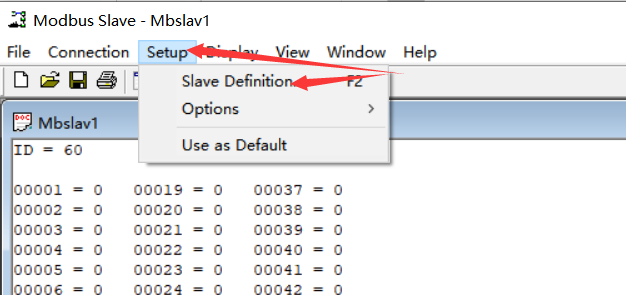 Modbus Slave - Mbslav1
File Connection Setup Display View Window Help
Slave Definition... F2
Options >
Use as Default
Mbslav1
ID = 60
00001 = 0 00019 = 0 00037 = 0
00002 = 0 00020 = 0 00038 = 0
00003 = 0 00021 = 0 00039 = 0
00004 = 0 00022 = 0 00040 = 0
00005 = 0 00023 = 0 00041 = 0
00006 = 0 00024 = 0 00042 = 0